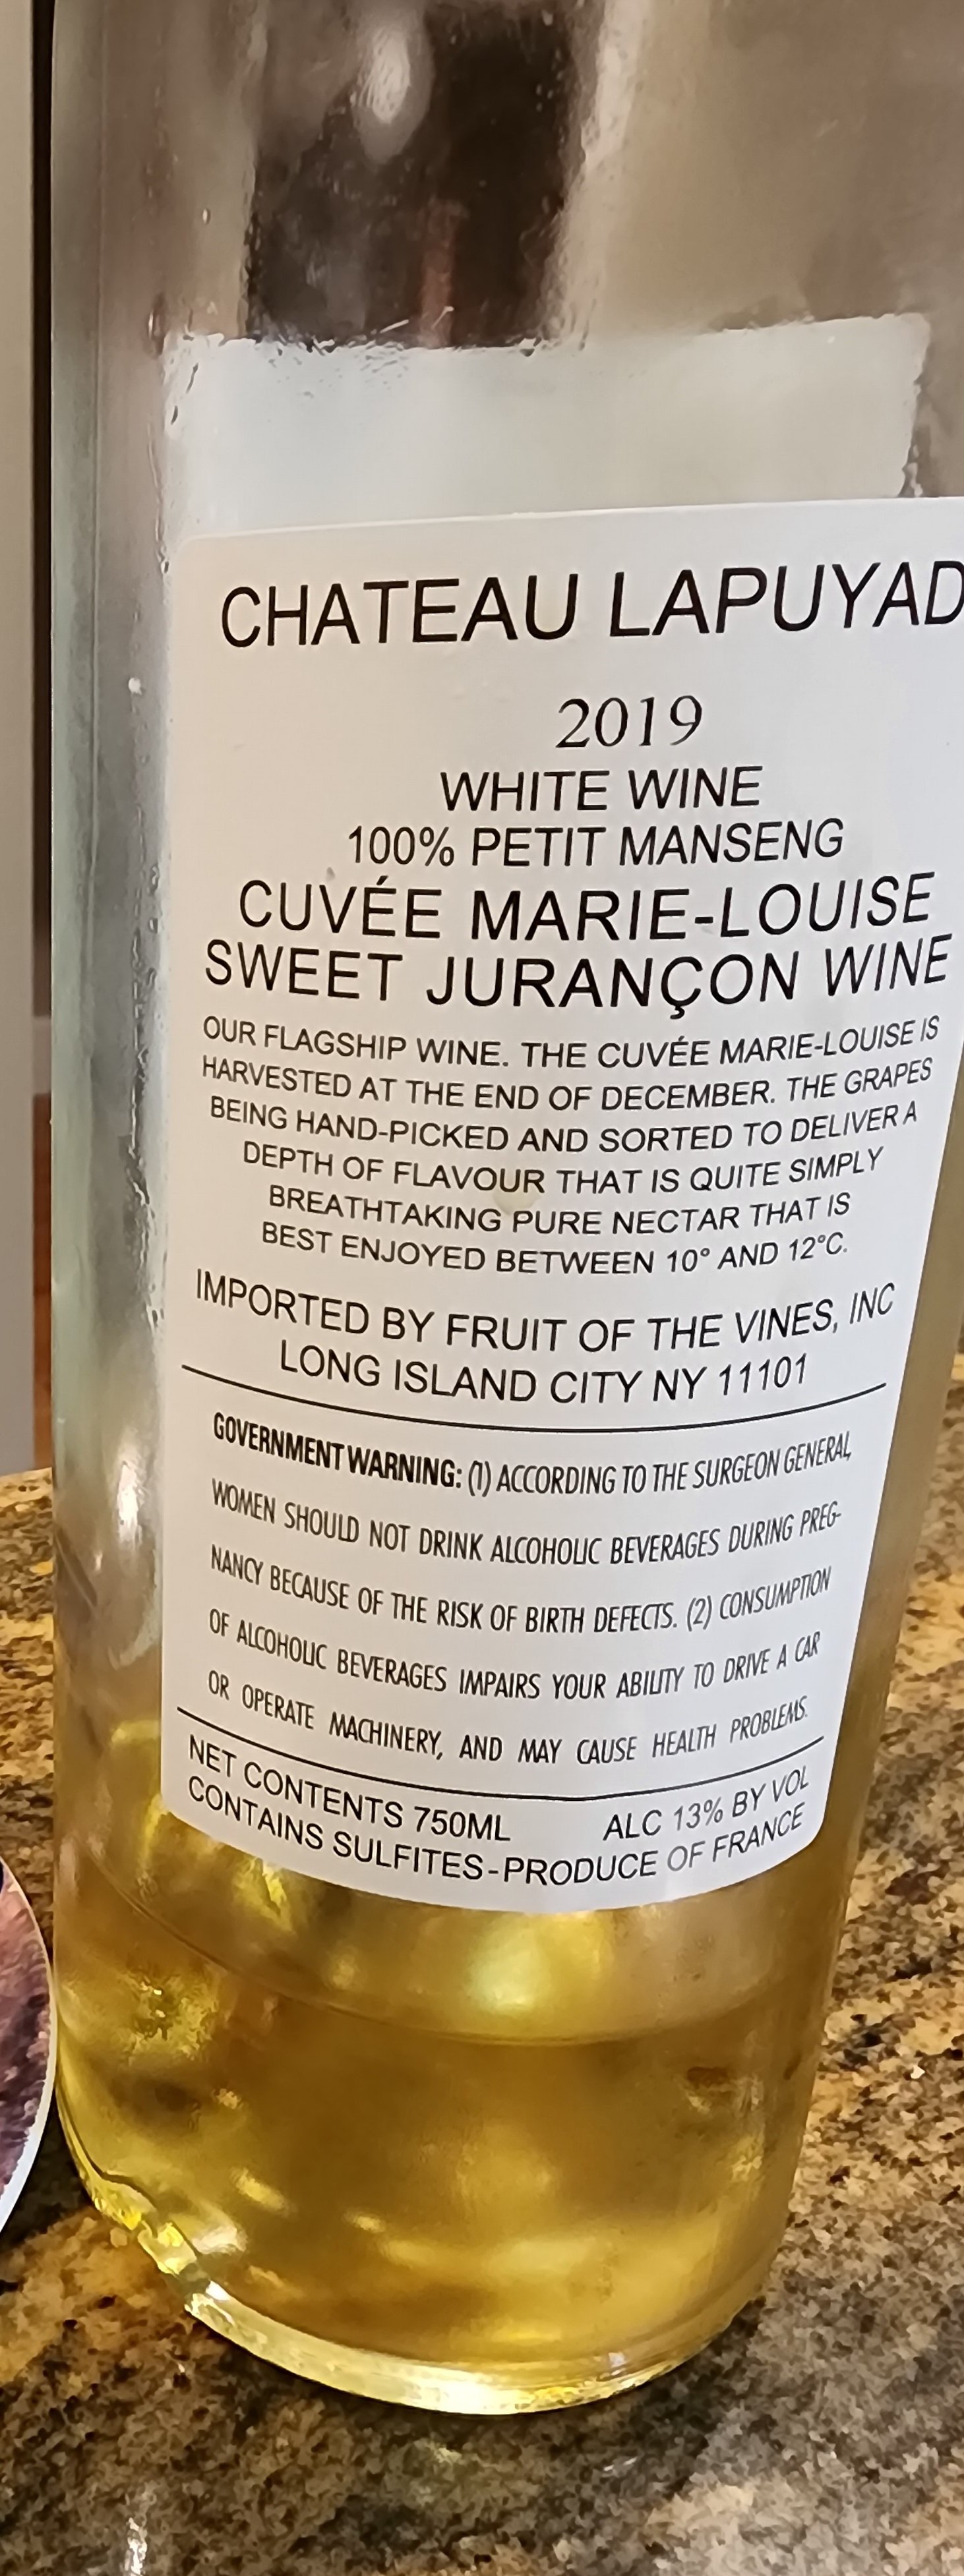 CHATEAU LAPUYAD
2019
WHITE WINE
100% PETIT MANSENG
CUVÉE MARIE-LOUISE
SWEET JURANÇON WINE
OUR FLAGSHIP WINE. THE CUVÉE MARIE-LOUISE IS
HARVESTED AT THE END OF DECEMBER. THE GRAPES
BEING HAND-PICKED AND SORTED TO DELIVER A
DEPTH OF FLAVOUR THAT IS QUITE SIMPLY
BREATHTAKING PURE NECTAR THAT IS
BEST ENJOYED BETWEEN 10° AND 12°C.
IMPORTED BY FRUIT OF THE VINES, INC
LONG ISLAND CITY NY 11101
GOVERNMENT WARNING: (1) ACCORDING TO THE SURGEON GENERAL,
WOMEN SHOULD NOT DRINK ALCOHOLIC BEVERAGES DURING PREG-
NANCY BECAUSE OF THE RISK OF BIRTH DEFECTS. (2) CONSUMPTION
OF ALCOHOLIC BEVERAGES IMPAIRS YOUR ABILITY TO DRIVE A CAR
OR OPERATE MACHINERY, AND MAY CAUSE HEALTH PROBLEMS.
NET CONTENTS 750ML ALC 13% BY VOL
CONTAINS SULFITES-PRODUCE OF FRANCE